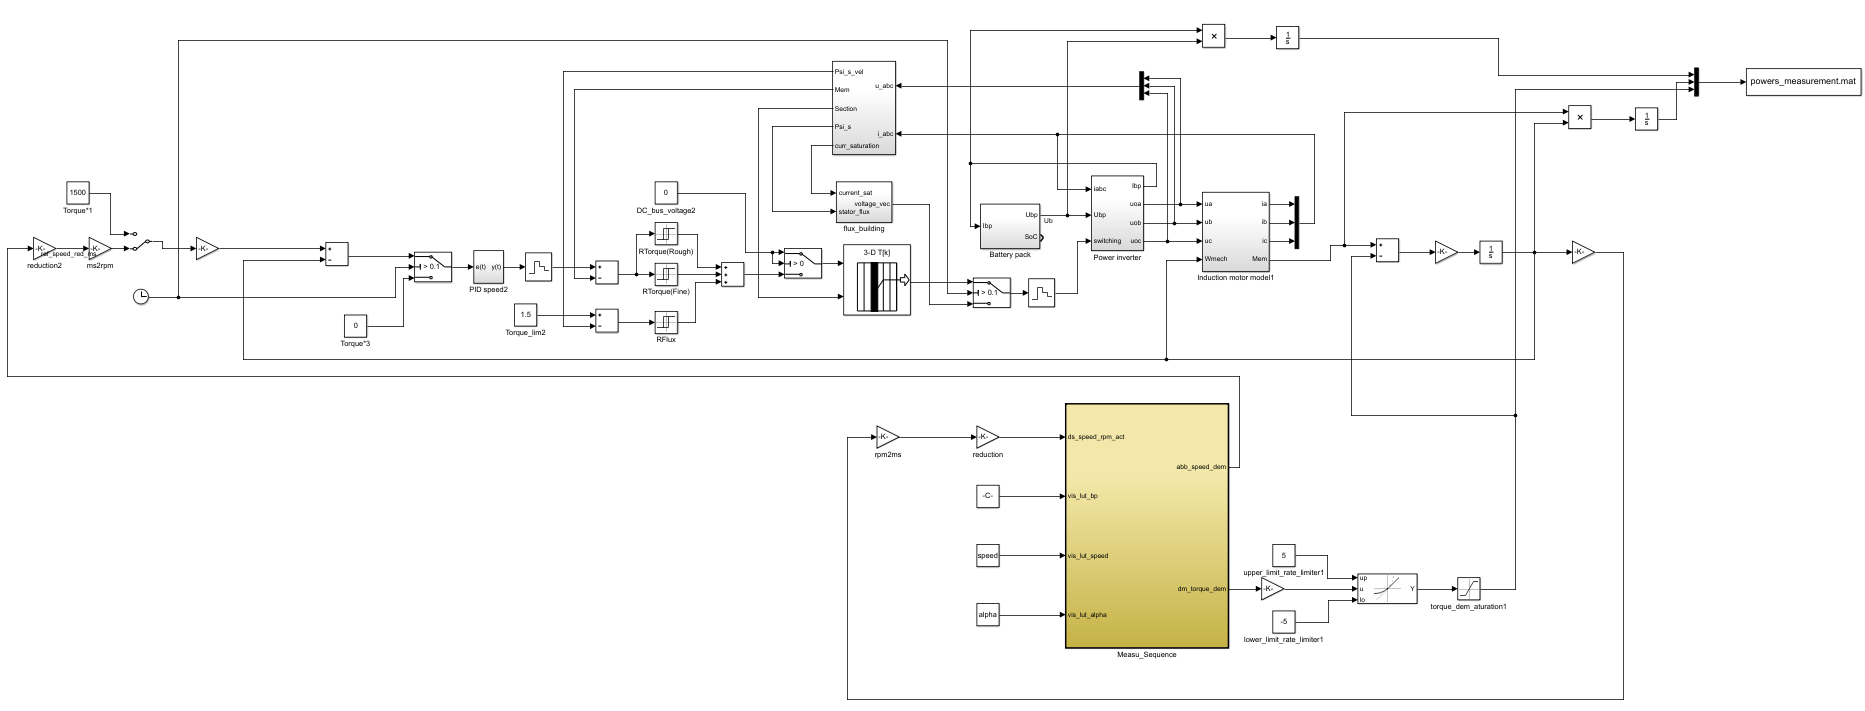 ×
1
s
powers_measurement.mat
×
1
s
Psi_s_vel
Mem
Section
Psi_s
curr_saturation
u_abc
i_abc
1500
Torque*1
0
DC_bus_voltage2
current_sat
stator_flux
voltage_vec
flux_building
Ibp
Ubp
SoC
Battery pack
Ub
iabc
Ubp
switching
Ibp
uoa
uob
uoc
Power inverter
ua
ub
uc
Wmech
ia
ib
ic
Mem
Induction motor model1
-K-
reduction2
-K-
ms2rpm
-K-
> 0.1
e(t) y(t)
PID speed2
RTorque(Rough)
RTorque(Fine)
> 0
3-D T[k]
> 0.1
-K-
1
s
-K-
0
Torque*3
1.5
Torque_lim2
RFlux
-K-
rpm2ms
-K-
reduction
-C-
speed
alpha
ds_speed_rpm_act
vis_lut_bp
vis_lut_speed
vis_lut_alpha
abb_speed_dem
dm_torque_dem
Measu_Sequence
5
upper_limit_rate_limiter1
-K-
-5
lower_limit_rate_limiter1
up
u
lo
Y
torque_dem_aturation1